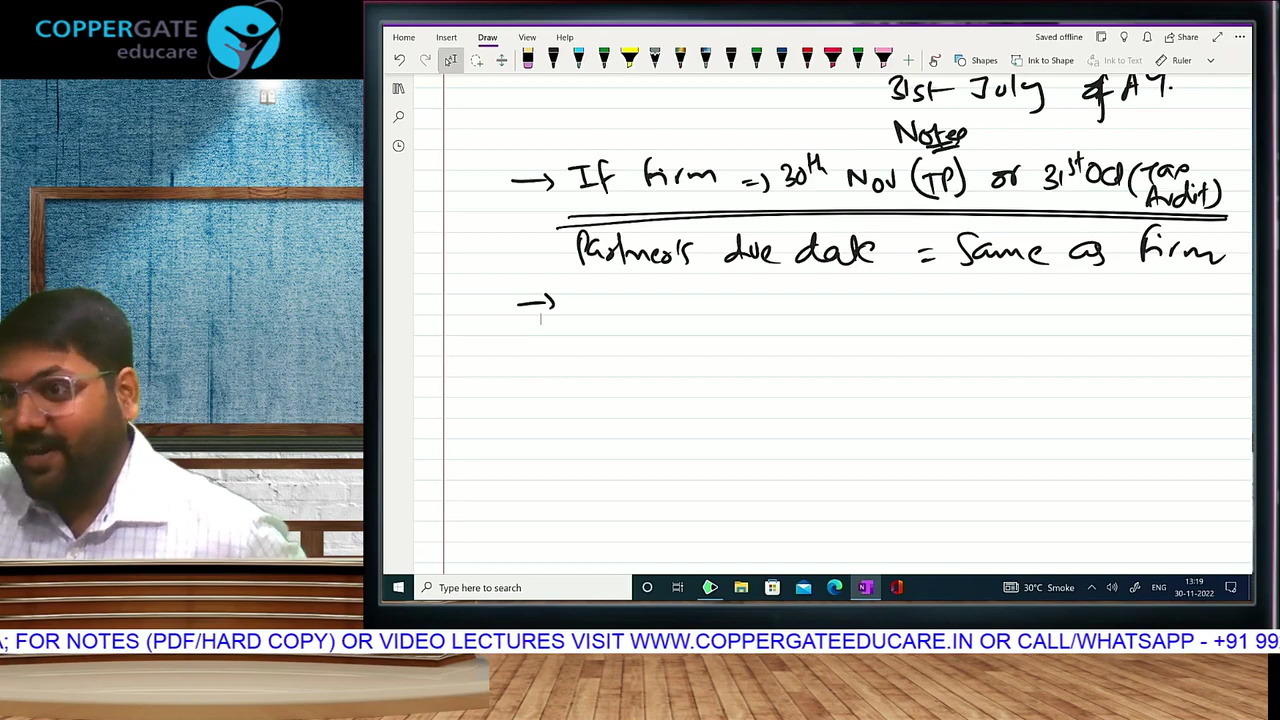 COPPERGATE
educare
Home Insert Draw View Help
Saved offline Share
Shapes Ink to Shape Ink to Text Ruler
31st July of AY.
Notes
→ If firm => 30th Nov (TP) or 31st Oct (Tax Audit)
Partner's due date = Same as firm
→
Type here to search
30°C Smoke ENG 13:19
30-11-2022
A; FOR NOTES (PDF/HARD COPY) OR VIDEO LECTURES VISIT WWW.COPPERGATEEDUCARE.IN OR CALL/WHATSAPP - +91 99